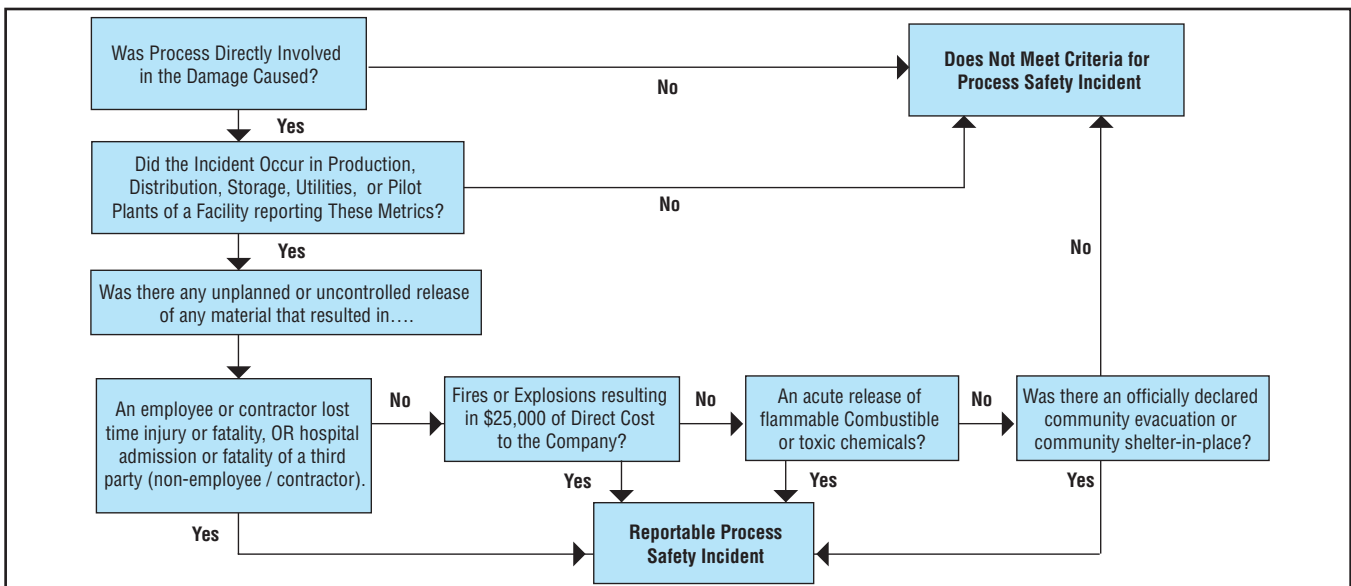 Was Process Directly Involved
in the Damage Caused?
No
Does Not Meet Criteria for
Process Safety Incident
Yes
Did the Incident Occur in Production,
Distribution, Storage, Utilities, or Pilot
Plants of a Facility reporting These Metrics?
No
Yes
Was there any unplanned or uncontrolled release
of any material that resulted in....
No
An employee or contractor lost
time injury or fatality, OR hospital
admission or fatality of a third
party (non-employee / contractor).
No
Fires or Explosions resulting
in $25,000 of Direct Cost
to the Company?
No
An acute release of
flammable Combustible
or toxic chemicals?
No
Was there an officially declared
community evacuation or
community shelter-in-place?
Yes
Yes
Yes
Yes
Reportable Process
Safety Incident